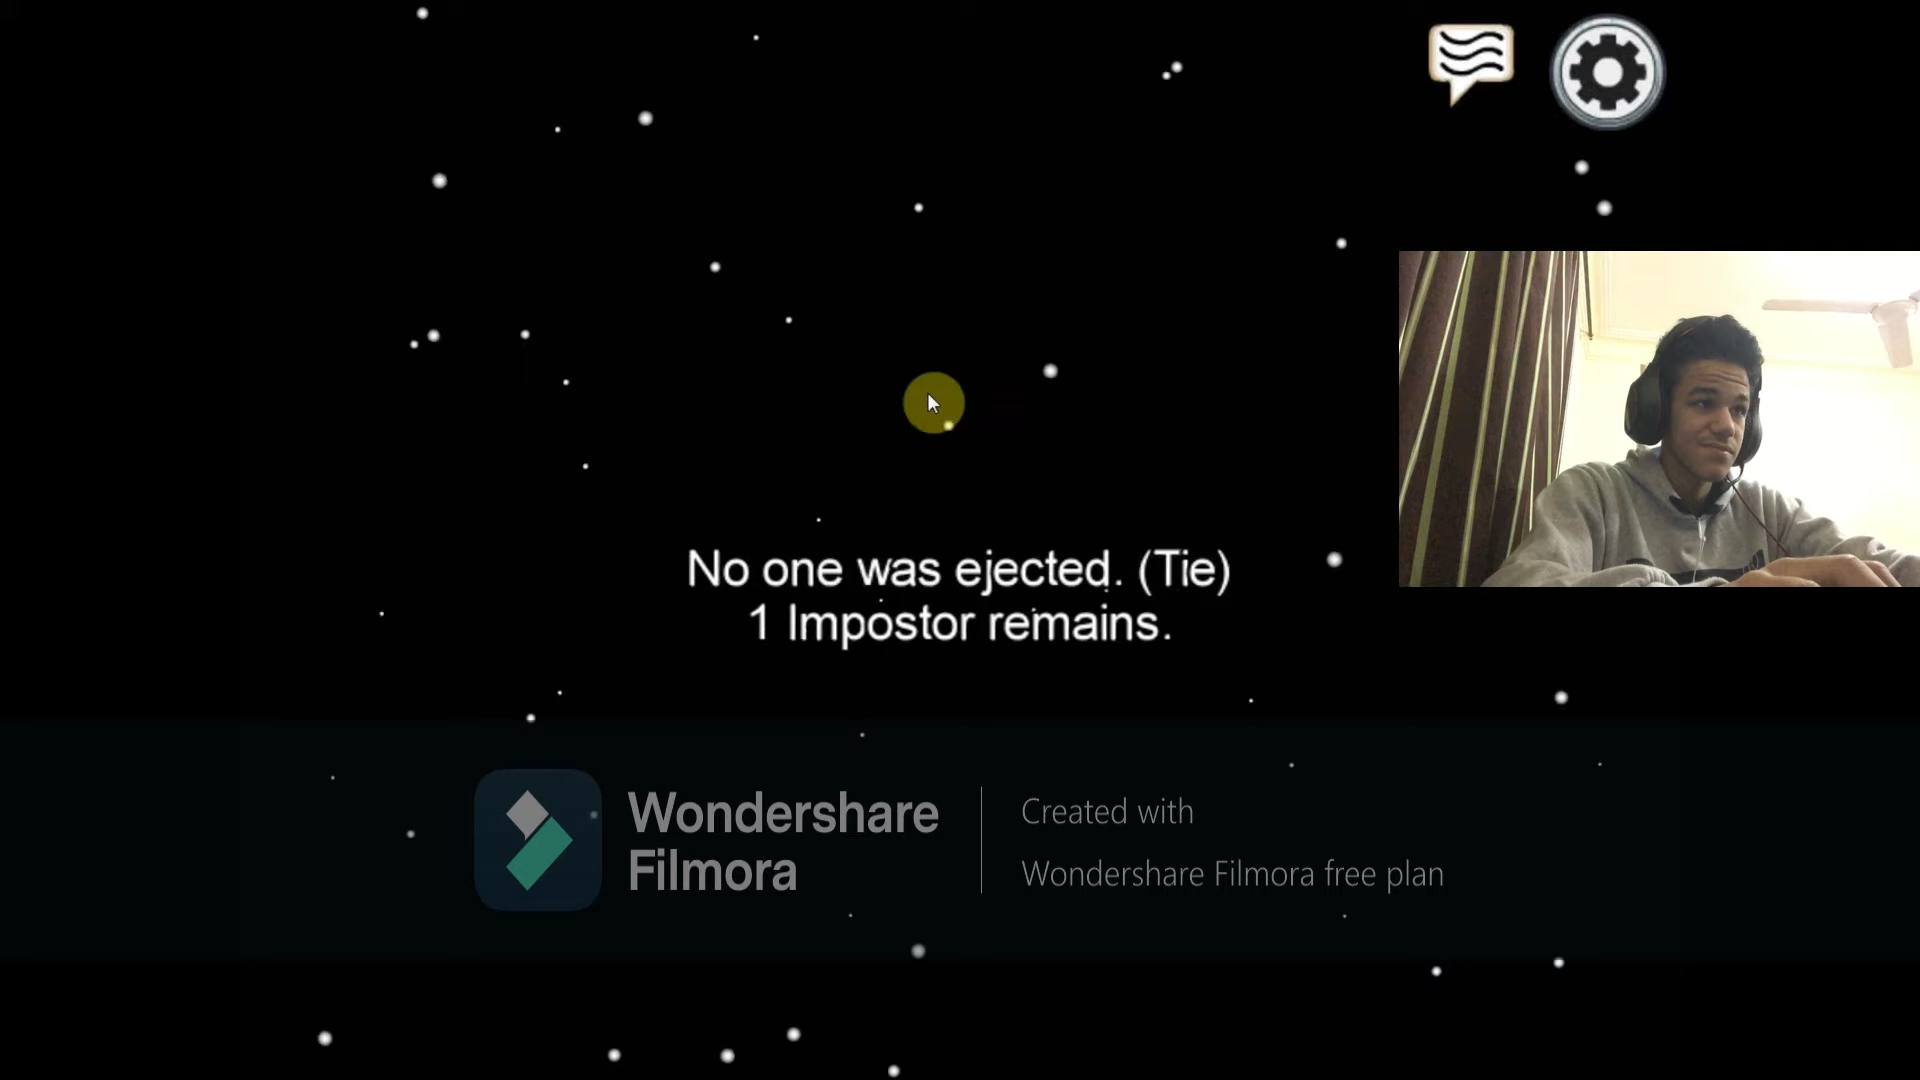 No one was ejected. (Tie)
1 Impostor remains.
Wondershare
Filmora
Created with
Wondershare Filmora free plan